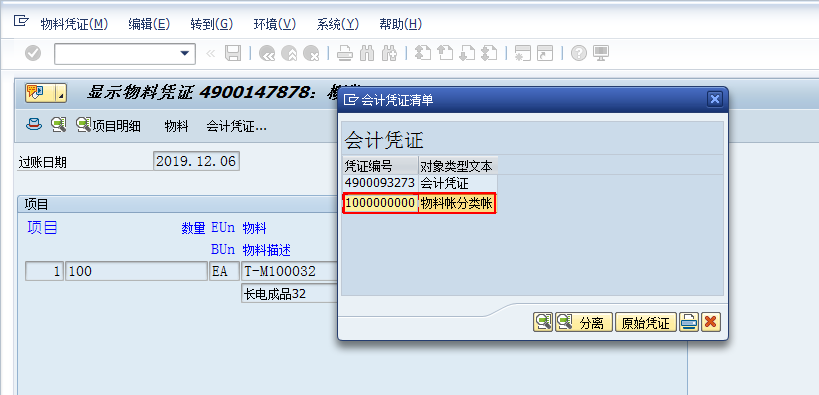 物料凭证(M) 编辑(E) 转到(G) 环境(V) 系统(Y) 帮助(H)
显示物料凭证 4900147878：
项目明细 物料 会计凭证...
过账日期 2019.12.06
项目
项目 数量 EUn 物料
BUn 物料描述
1 100 EA T-M100032
长电成品32
会计凭证清单
会计凭证
凭证编号 对象类型文本
4900093273 会计凭证
1000000000 物料帐分类帐
分离 原始凭证